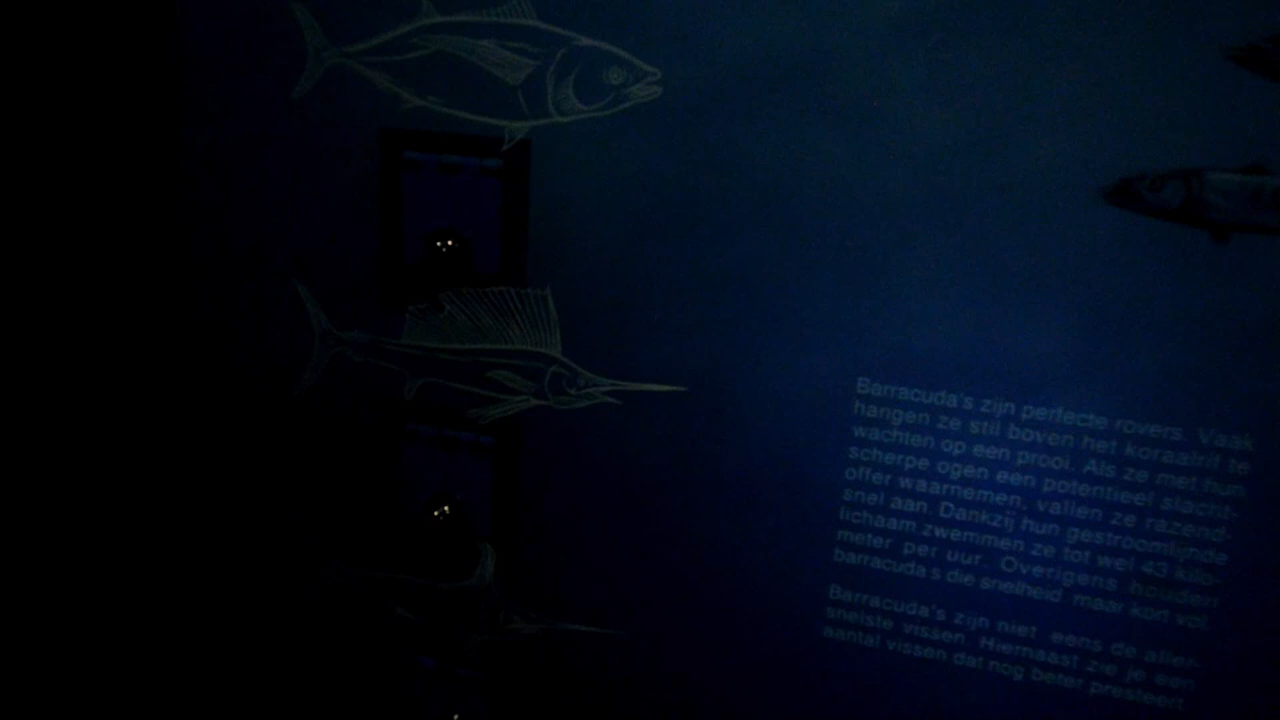 Barracuda's zijn perfecte rovers. Vaak
hangen ze stil boven het koraalrif te
wachten op een prooi. Als ze met hun
scherpe ogen een potentieel slacht-
offer waarnemen, vallen ze razend-
snel aan. Dankzij hun gestroomlijnde
lichaam zwemmen ze tot wel 43 kilo-
meter per uur. Overigens houden
barracuda's die snelheid maar kort vol.
Barracuda's zijn niet eens de aller-
snelste vissen. Hiernaast zie je een
aantal vissen dat nog beter presteert.